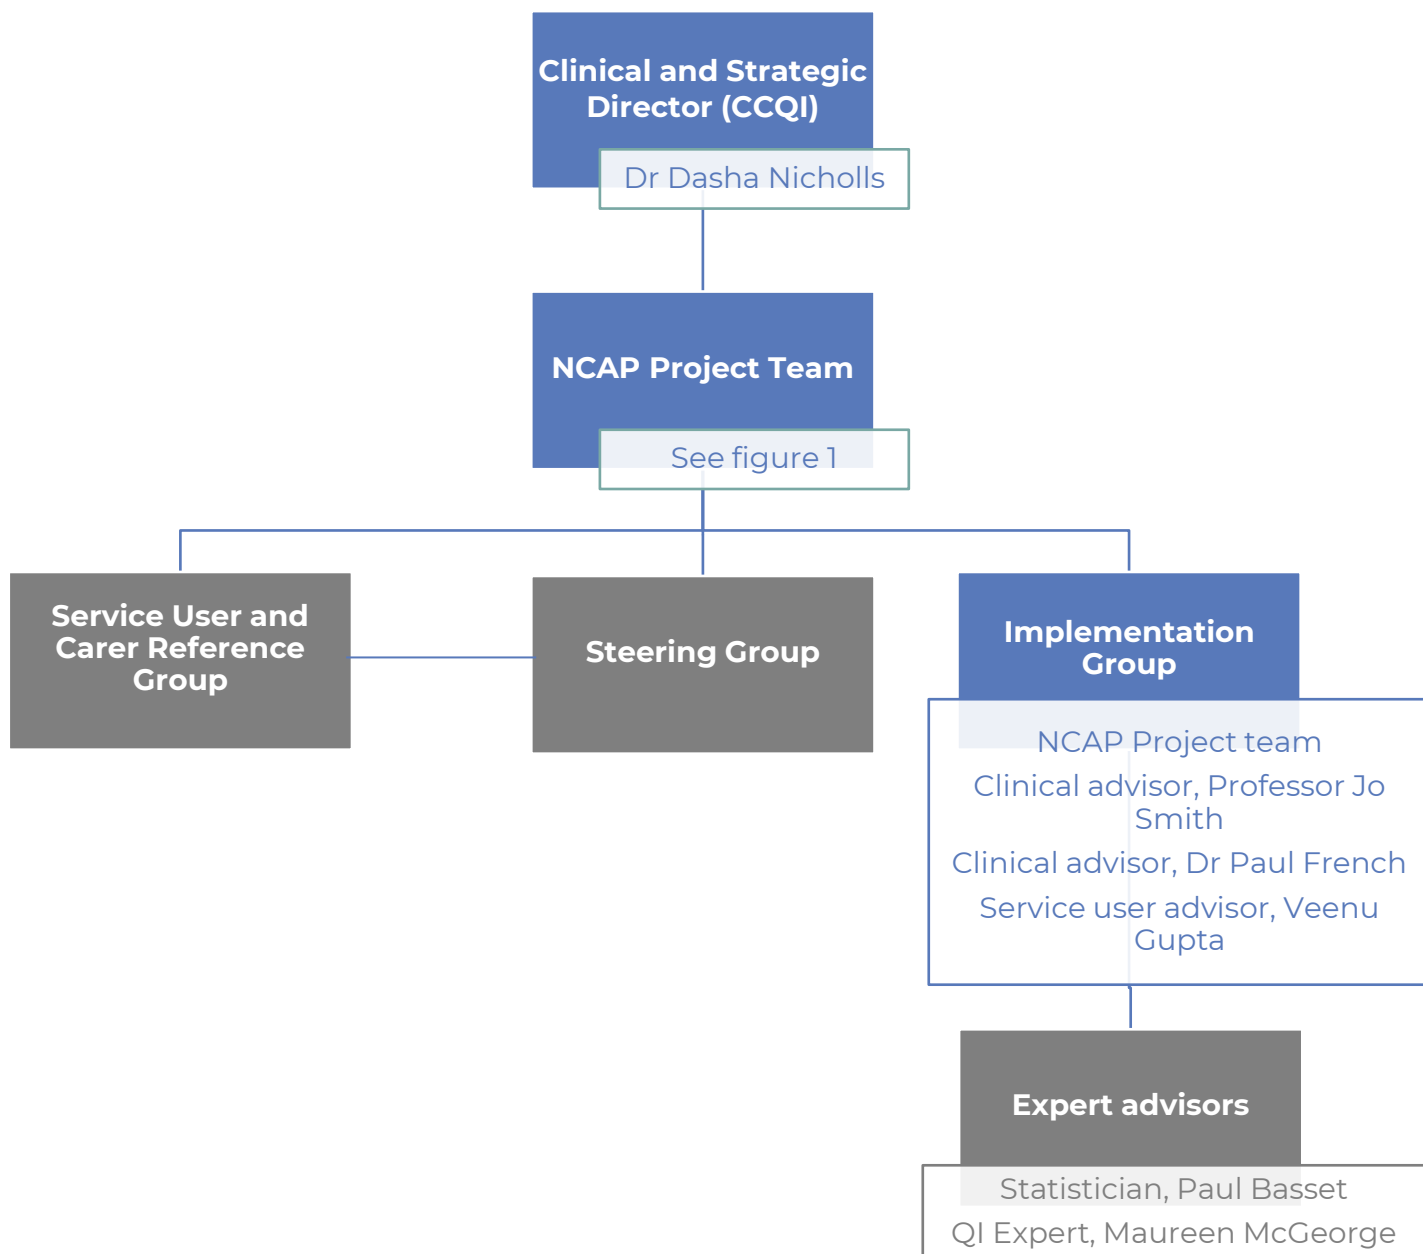 Clinical and Strategic
Director (CCQI)
Dr Dasha Nicholls
NCAP Project Team
See figure 1
Service User and
Carer Reference
Group
Steering Group
Implementation
Group
NCAP Project team
Clinical advisor, Professor Jo
Smith
Clinical advisor, Dr Paul French
Service user advisor, Veenu
Gupta
Expert advisors
Statistician, Paul Basset
QI Expert, Maureen McGeorge